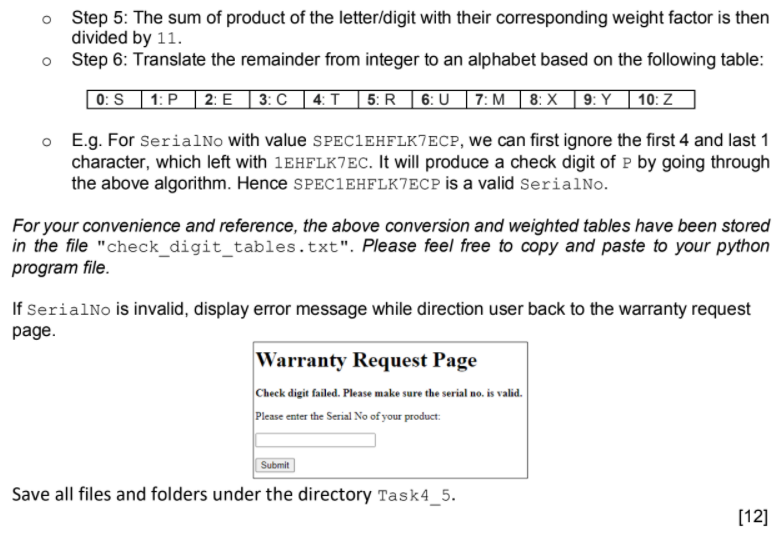 o Step 5: The sum of product of the letter/digit with their corresponding weight factor is then
divided by 11.
o Step 6: Translate the remainder from integer to an alphabet based on the following table:
0: S 1: P 2: E 3: C 4: T 5: R 6: U 7: M 8: X 9: Y 10: Z
o E.g. For SerialNo with value SPEC1EHFLK7ECP, we can first ignore the first 4 and last 1
character, which left with 1EHFLK7EC. It will produce a check digit of P by going through
the above algorithm. Hence SPEC1EHFLK7ECP is a valid SerialNo.
For your convenience and reference, the above conversion and weighted tables have been stored
in the file "check_digit_tables.txt". Please feel free to copy and paste to your python
program file.
If SerialNo is invalid, display error message while direction user back to the warranty request
page.
Warranty Request Page
Check digit failed. Please make sure the serial no. is valid.
Please enter the Serial No of your product:
Submit
Save all files and folders under the directory Task4_5.
[12]